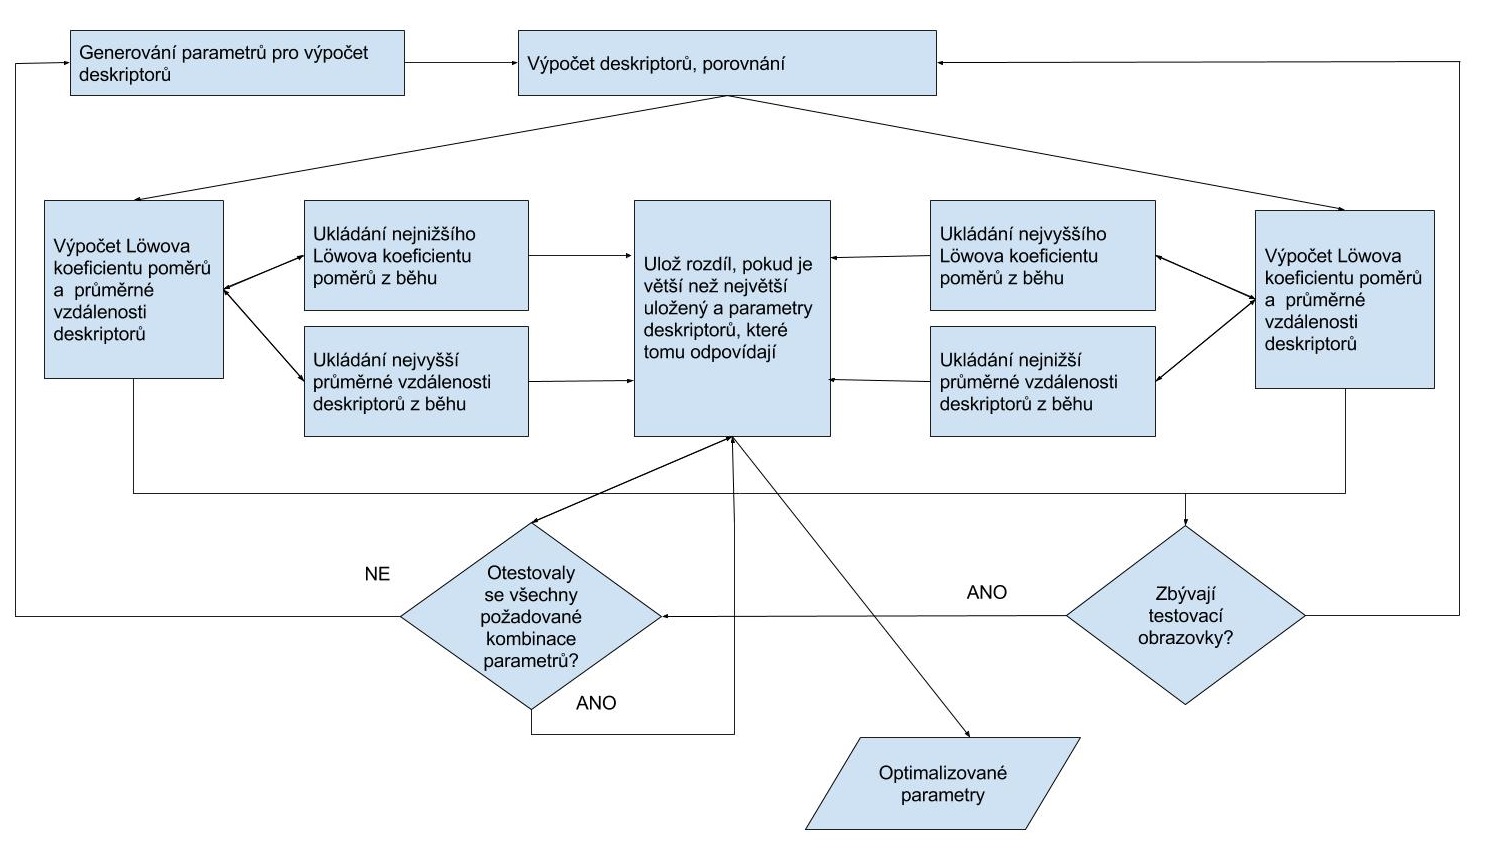 Generování parametrů pro výpočet
deskriptorů
Výpočet deskriptorů, porovnání
Výpočet Löwova
koeficientu poměrů
a průměrné
vzdálenosti
deskriptorů
Ukládání nejnižšího
Löwova koeficientu
poměrů z běhu
Ukládání nejvyšší
průměrné vzdálenosti
deskriptorů z běhu
Ulož rozdíl, pokud je
větší než největší
uložený a parametry
deskriptorů, které
tomu odpovídají
Ukládání nejvyššího
Löwova koeficientu
poměrů z běhu
Ukládání nejnižší
průměrné vzdálenosti
deskriptorů z běhu
Výpočet Löwova
koeficientu poměrů
a průměrné
vzdálenosti
deskriptorů
NE
Otestovaly
se všechny
požadované
kombinace
parametrů?
ANO
ANO
Zbývají
testovací
obrazovky?
Optimalizované
parametry